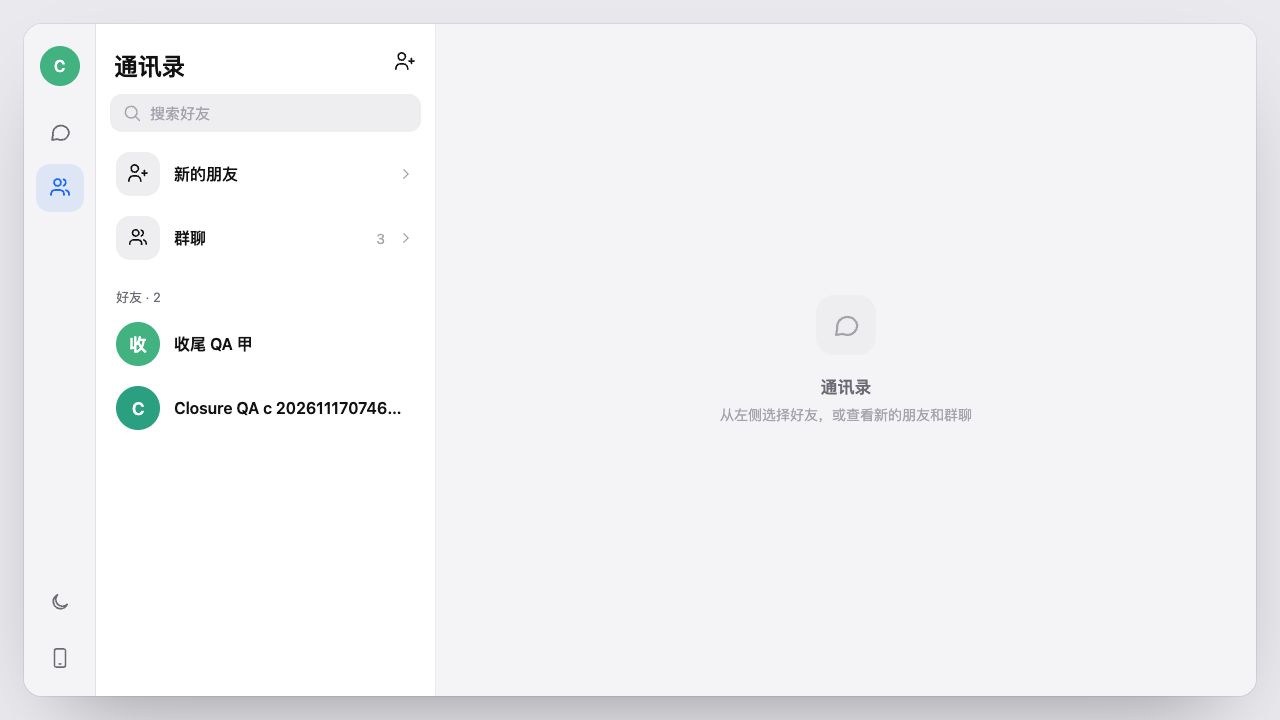 C
通讯录
搜索好友
新的朋友
群聊 3
好友 · 2
收 收尾 QA 甲
C Closure QA c 202611170746...
通讯录
从左侧选择好友，或查看新的朋友和群聊